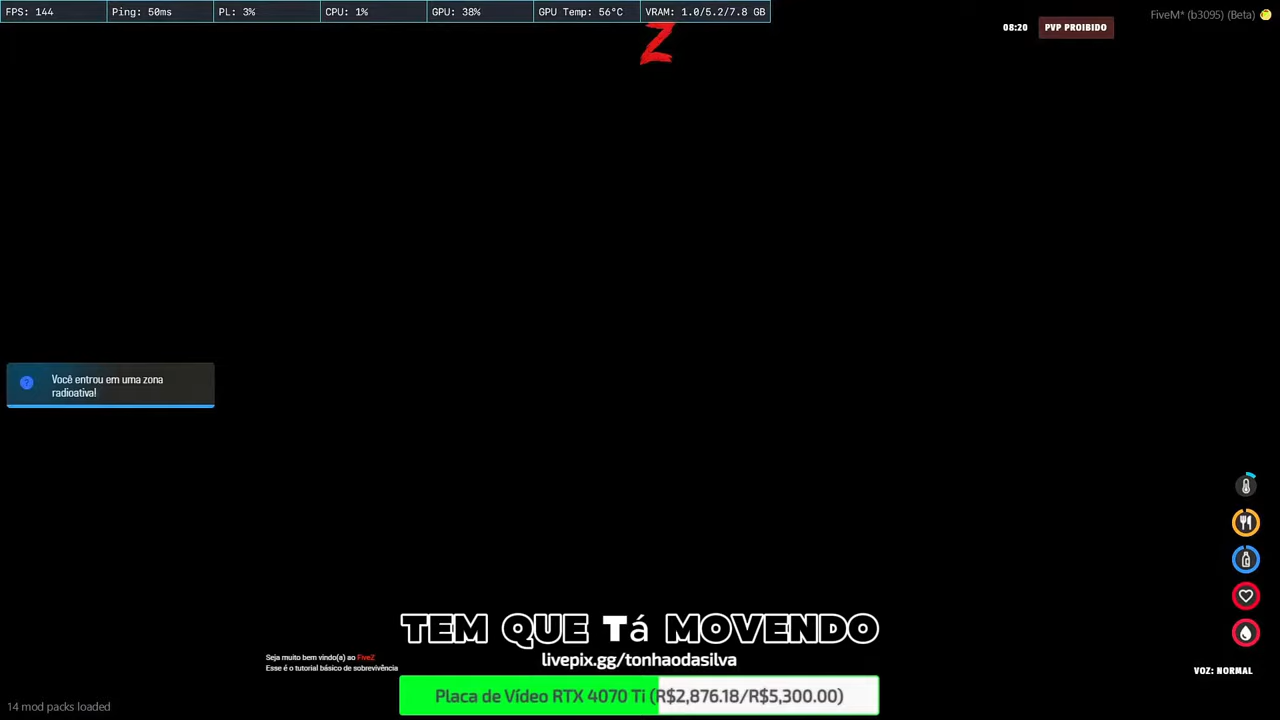 FPS: 144 Ping: 50ms PL: 3% CPU: 1% GPU: 38% GPU Temp: 56°C VRAM: 1.0/5.2/7.8 GB
FiveM* (b3095) (Beta)
08:20 PVP PROIBIDO
Z
Você entrou em uma zona
radioativa!
TEM QUE Tá MOVENDO
livepix.gg/tonhaodasilva
Seja muito bem vindo(a) ao FiveZ
Esse é o tutorial básico de sobrevivência
VOZ: NORMAL
Placa de Vídeo RTX 4070 Ti (R$2,876.18/R$5,300.00)
14 mod packs loaded